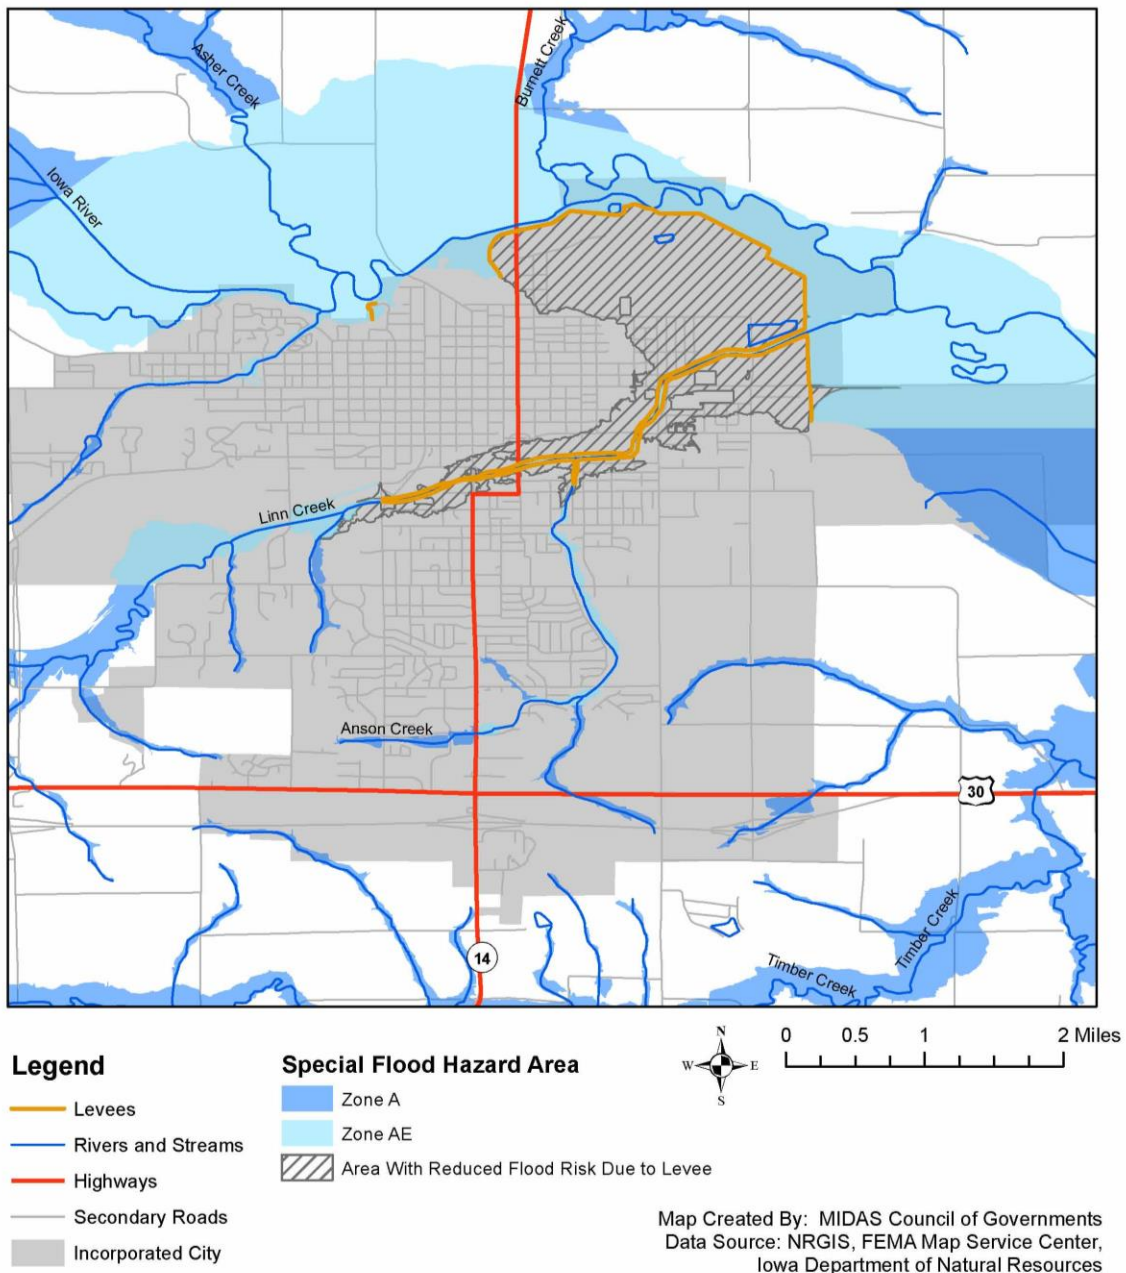 Asher Creek
Burnett Creek
Iowa River
Linn Creek
Anson Creek
30
Timber Creek
Timber Creek
14
N
W E
S
0 0.5 1 2 Miles
Legend
Levees
Rivers and Streams
Highways
Secondary Roads
Incorporated City
Special Flood Hazard Area
Zone A
Zone AE
Area With Reduced Flood Risk Due to Levee
Map Created By: MIDAS Council of Governments
Data Source: NRGIS, FEMA Map Service Center,
Iowa Department of Natural Resources